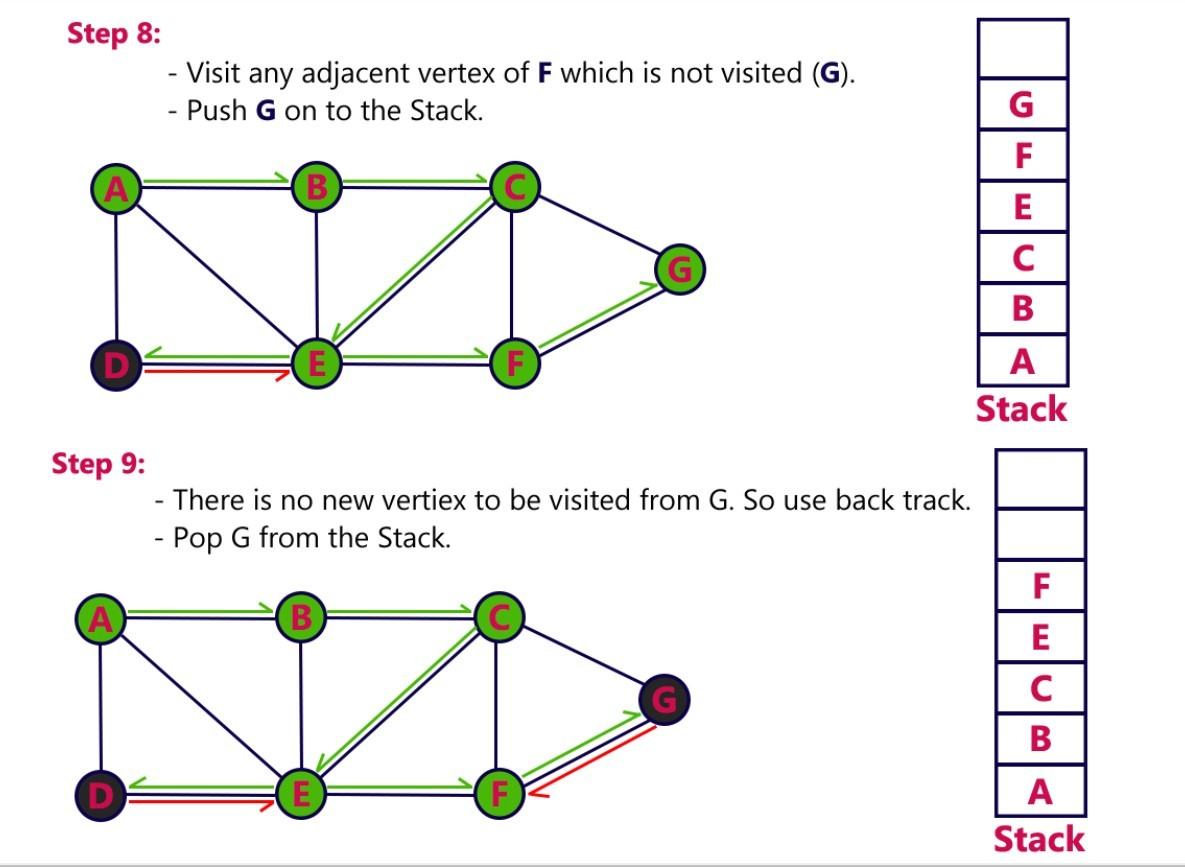 Step 8:
- Visit any adjacent vertex of F which is not visited (G).
- Push G on to the Stack.
A
B
C
G
D
E
F
G
F
E
C
B
A
Stack
Step 9:
- There is no new vertiex to be visited from G. So use back track.
- Pop G from the Stack.
A
B
C
G
D
E
F
F
E
C
B
A
Stack